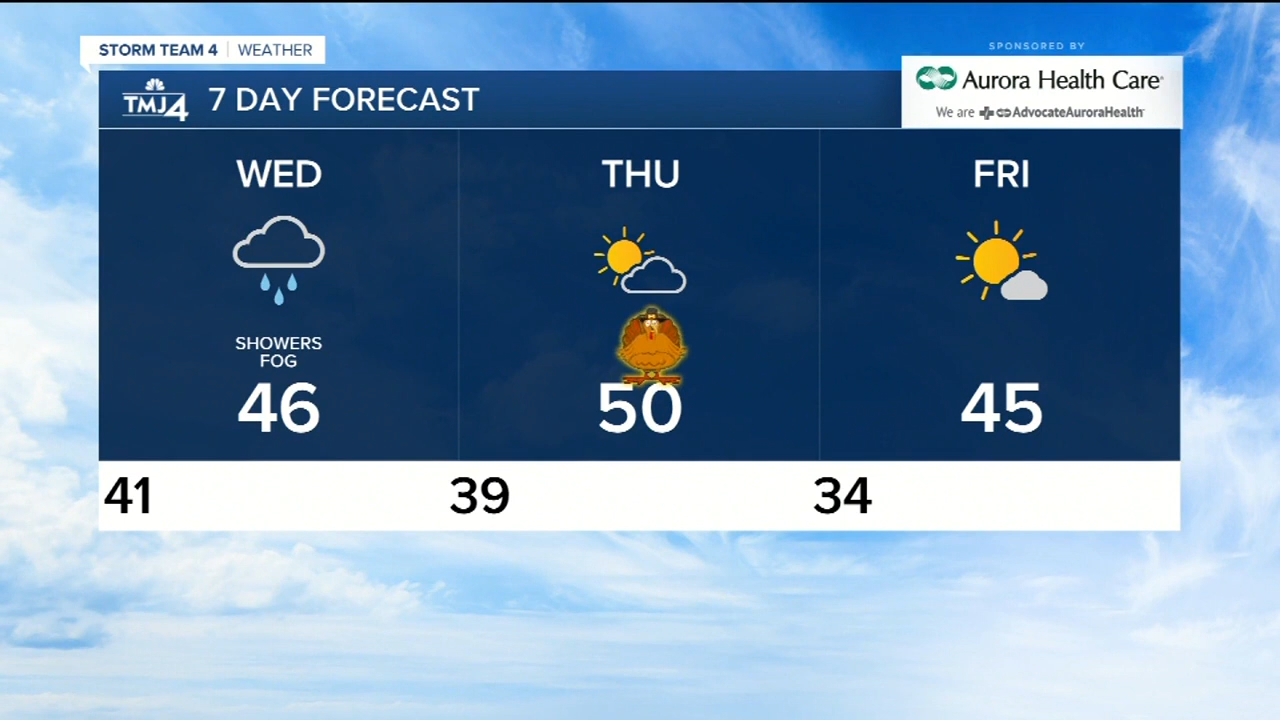 STORM TEAM 4 | WEATHER
SPONSORED BY
Aurora Health Care
We are AdvocateAuroraHealth
TMJ4 7 DAY FORECAST
WED THU FRI
SHOWERS
FOG
46 50 45
41 39 34